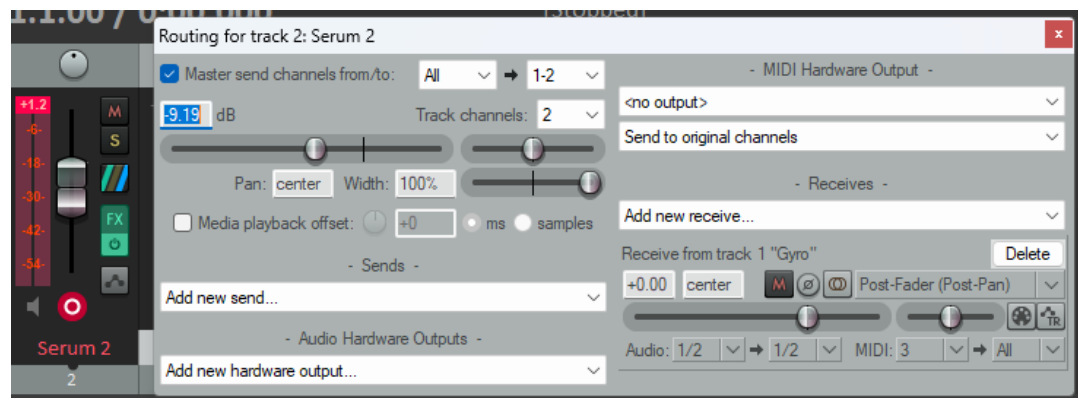 1.1.00 / 0:00.000
[Stopped]
Routing for track 2: Serum 2
x
Master send channels from/to: All 1-2
-9.19 dB Track channels: 2
Pan: center Width: 100%
Media playback offset: +0 ms samples
- Sends -
Add new send...
- Audio Hardware Outputs -
Add new hardware output...
- MIDI Hardware Output -
<no output>
Send to original channels
- Receives -
Add new receive...
Receive from track 1 "Gyro" Delete
+0.00 center M Post-Fader (Post-Pan)
TR
Audio: 1/2 1/2 MIDI: 3 All
+1.2
M
-6-
S
-18-
-30-
FX
-42-
-54-
Serum 2
2